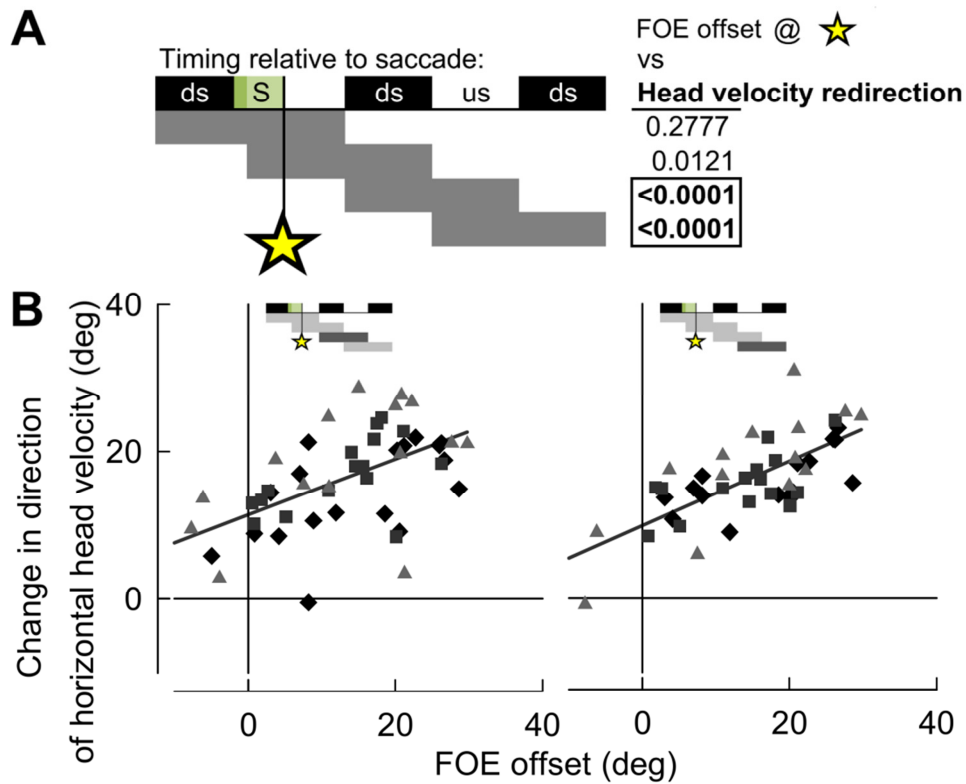 A
FOE offset @
vs
Timing relative to saccade:
ds S ds us ds
Head velocity redirection
0.2777
0.0121
<0.0001
<0.0001
B
Change in direction
of horizontal head velocity (deg)
40
20
0
0 20 40
0 20 40
FOE offset (deg)